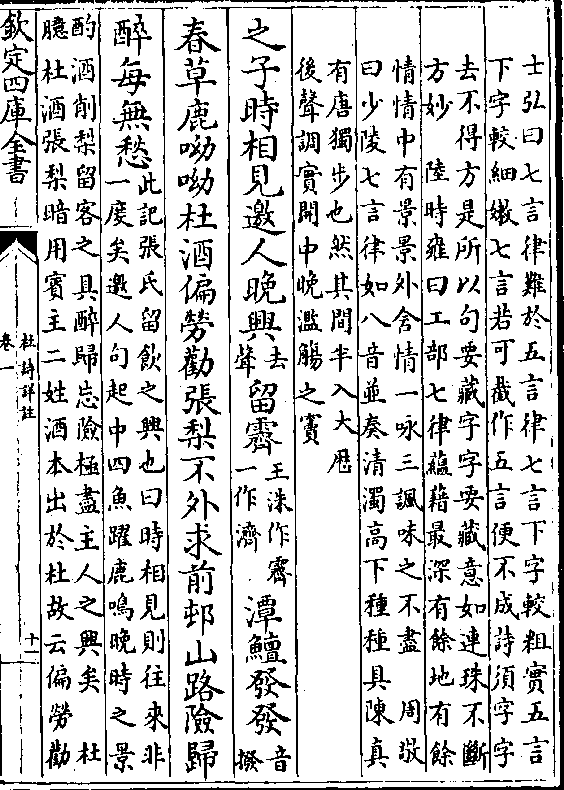 士弘曰七言律難於五言律七言下字較粗實五言
下字較細嫩七言若可截作五言便不成詩須字字
去不得方是所以句要藏字字要藏意如連珠不斷
方妙　陸時雍曰工部七律蘊藉最深有餘地有餘
情情中有景景外含情一咏三諷味之不盡　周敬
曰少陵七言律如八音並奏清濁高下種種具陳真
有唐獨步也然其間半入大厯
後聲調實開中晚濫觴之竇
之子時相見邀人晚興去聲留霽王洙作霽一作濟潭鱣發發音撥
春草鹿呦呦杜酒偏勞勸張梨不外求前邨山路險歸
醉每無愁此記張氏留飲之興也曰時相見則往來非
一度矣邀人句起中四魚躍鹿鳴晚時之景
酌酒削梨留客之具醉歸忘險極盡主人之興矣　杜
臆杜酒張梨暗用賓主二姓酒本出於杜故云偏勞勸
欽定四庫全書
杜詩詳註
卷一
十一